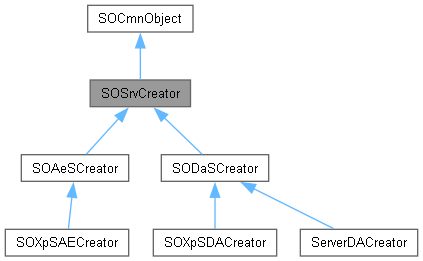 SOCmnObject
SOSrvCreator
SOAeSCreator
SODaSCreator
SOXpSAECreator
SOXpSDACreator
ServerDACreator